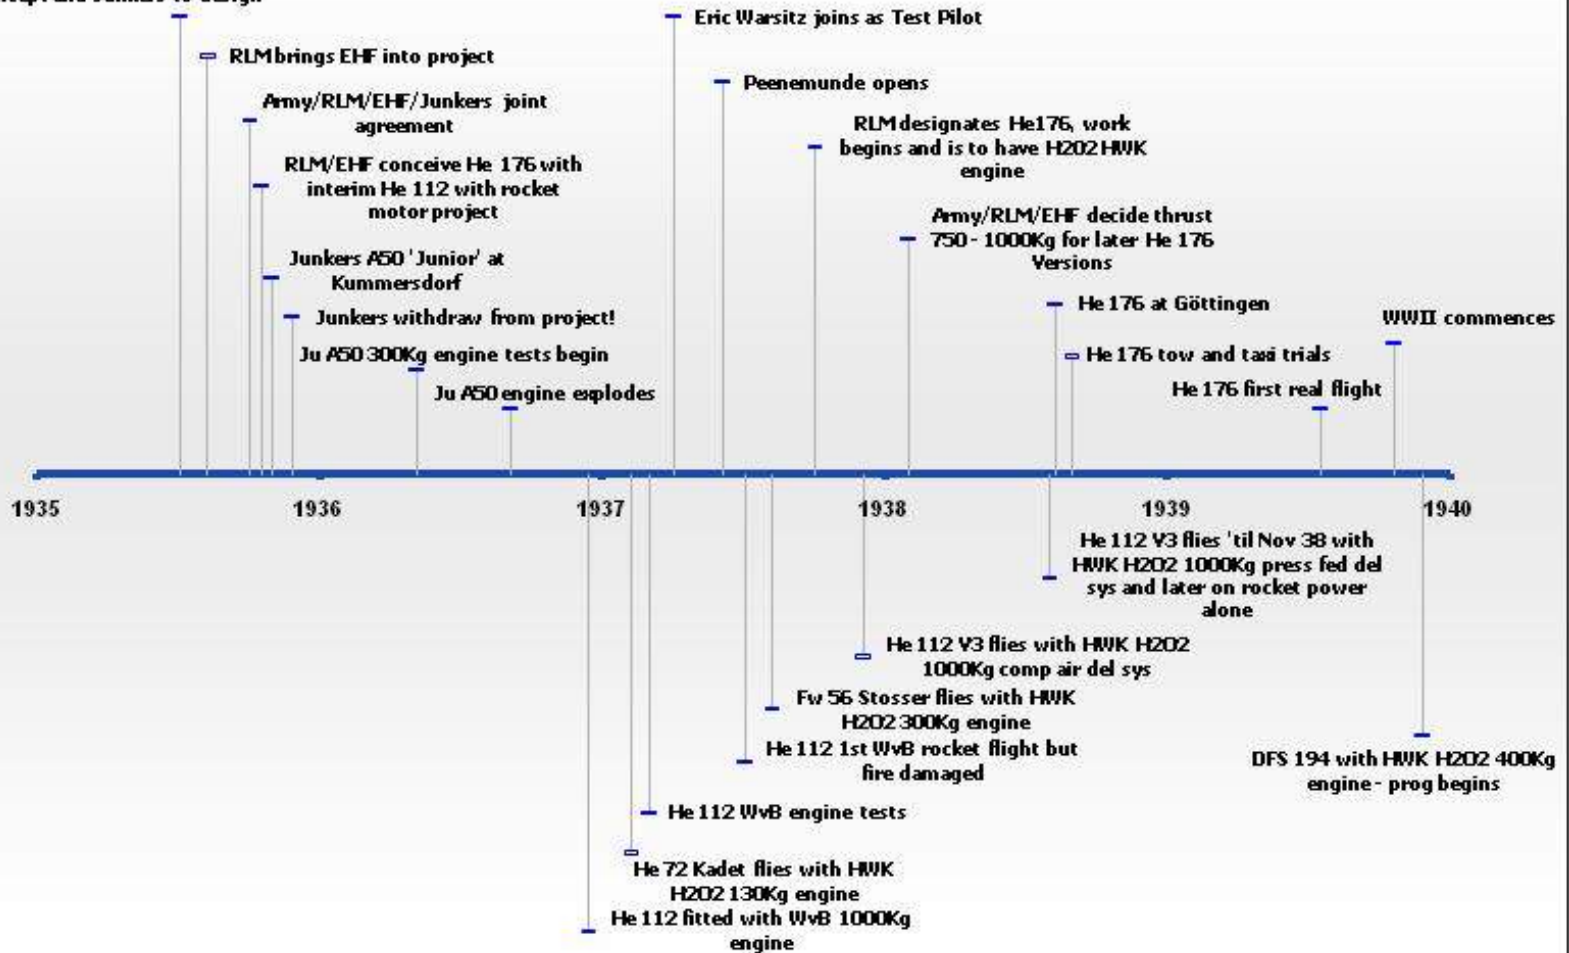 Eric Warsitz joins as Test Pilot
RLM brings EHF into project
Peenemunde opens
Army/RLM/EHF/Junkers joint
agreement
RLM designates He176, work
begins and is to have H2O2 HWK
engine
RLM/EHF conceive He 176 with
interim He 112 with rocket
motor project
Army/RLM/EHF decide thrust
750 - 1000Kg for later He 176
Versions
Junkers A50 'Junior' at
Kummersdorf
He 176 at Göttingen
Junkers withdraw from project!
WWII commences
Ju A50 300Kg engine tests begin
He 176 tow and taxi trials
Ju A50 engine explodes
He 176 first real flight
1935
1936
1937
1938
1939
1940
He 112 V3 flies 'til Nov 38 with
HWK H2O2 1000Kg press fed del
sys and later on rocket power
alone
He 112 V3 flies with HWK H2O2
1000Kg comp air del sys
Fw 56 Stosser flies with HWK
H2O2 300Kg engine
He 112 1st WvB rocket flight but
fire damaged
DFS 194 with HWK H2O2 400Kg
engine - prog begins
He 112 WvB engine tests
He 72 Kadet flies with HWK
H2O2 130Kg engine
He 112 fitted with WvB 1000Kg
engine